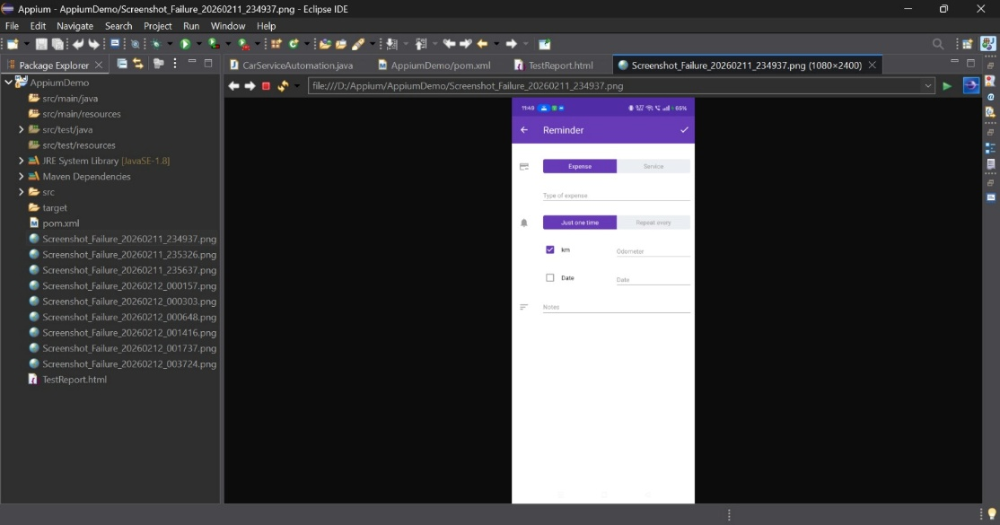 Appium - AppiumDemo/Screenshot_Failure_20260211_234937.png - Eclipse IDE
File Edit Navigate Search Project Run Window Help
Package Explorer
CarServiceAutomation.java
AppiumDemo/pom.xml
TestReport.html
Screenshot_Failure_20260211_234937.png (1080×2400)
file:///D:/Appium/AppiumDemo/Screenshot_Failure_20260211_234937.png
AppiumDemo
src/main/java
src/main/resources
src/test/java
src/test/resources
JRE System Library [JavaSE-1.8]
Maven Dependencies
src
target
pom.xml
Screenshot_Failure_20260211_234937.png
Screenshot_Failure_20260211_235326.png
Screenshot_Failure_20260211_235637.png
Screenshot_Failure_20260212_000157.png
Screenshot_Failure_20260212_000303.png
Screenshot_Failure_20260212_000648.png
Screenshot_Failure_20260212_001416.png
Screenshot_Failure_20260212_001737.png
Screenshot_Failure_20260212_003724.png
TestReport.html
65%
Reminder
Expense Service
Type of expense
Just one time Repeat every
km Odometer
Date Date
Notes